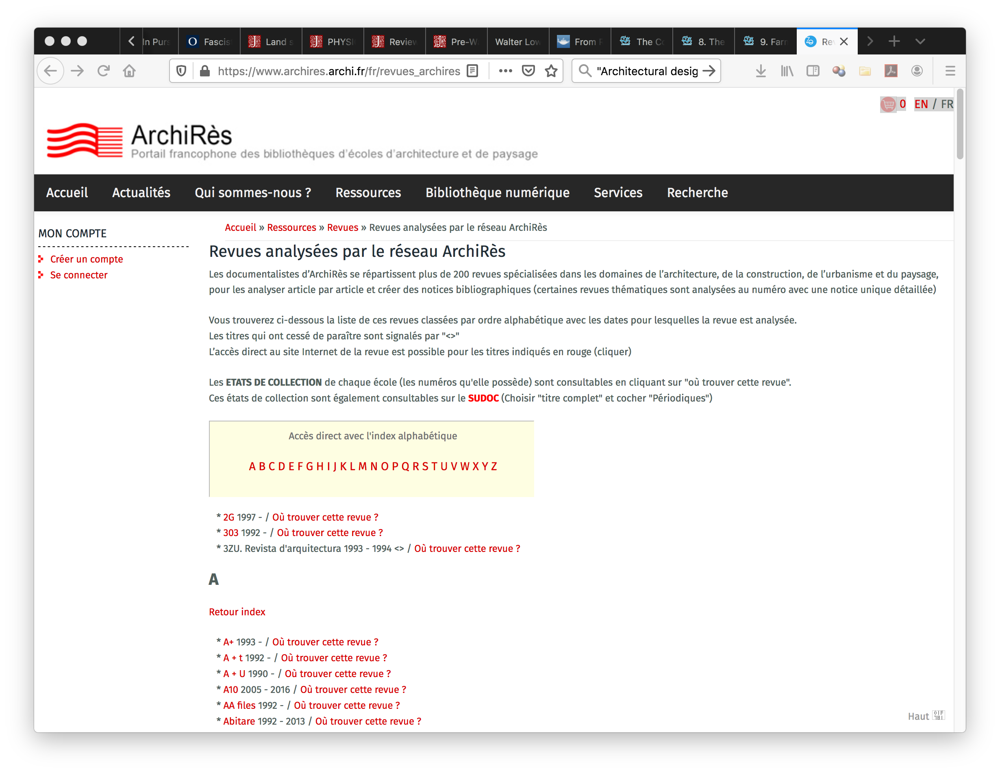 In Purs
Fascis
Land s
PHYSI
Review
Pre-Wa
Walter Low
From F
The Co
8. The
9. Farn
Rev
https://www.archires.archi.fr/fr/revues_archires
"Architectural desig
0 EN / FR
ArchiRès
Portail francophone des bibliothèques d'écoles d'architecture et de paysage
Accueil Actualités Qui sommes-nous ? Ressources Bibliothèque numérique Services Recherche
MON COMPTE
Créer un compte
Se connecter
Accueil » Ressources » Revues » Revues analysées par le réseau ArchiRès
Revues analysées par le réseau ArchiRès
Les documentalistes d’ArchiRès se répartissent plus de 200 revues spécialisées dans les domaines de l’architecture, de la construction, de l’urbanisme et du paysage,
pour les analyser article par article et créer des notices bibliographiques (certaines revues thématiques sont analysées au numéro avec une notice unique détaillée)
Vous trouverez ci-dessous la liste de ces revues classées par ordre alphabétique avec les dates pour lesquelles la revue est analysée.
Les titres qui ont cessé de paraître sont signalés par "<>"
L’accès direct au site Internet de la revue est possible pour les titres indiqués en rouge (cliquer)
Les ETATS DE COLLECTION de chaque école (les numéros qu'elle possède) sont consultables en cliquant sur "où trouver cette revue".
Ces états de collection sont également consultables sur le SUDOC (Choisir "titre complet" et cocher "Périodiques")
Accès direct avec l'index alphabétique
A B C D E F G H I J K L M N O P Q R S T U V W X Y Z
* 2G 1997 - / Où trouver cette revue ?
* 303 1992 - / Où trouver cette revue ?
* 3ZU. Revista d'arquitectura 1993 - 1994 <> / Où trouver cette revue ?
A
Retour index
* A+ 1993 - / Où trouver cette revue ?
* A + t 1992 - / Où trouver cette revue ?
* A + U 1990 - / Où trouver cette revue ?
* A10 2005 - 2016 / Où trouver cette revue ?
* AA files 1992 - / Où trouver cette revue ?
* Abitare 1992 - 2013 / Où trouver cette revue ?
Haut